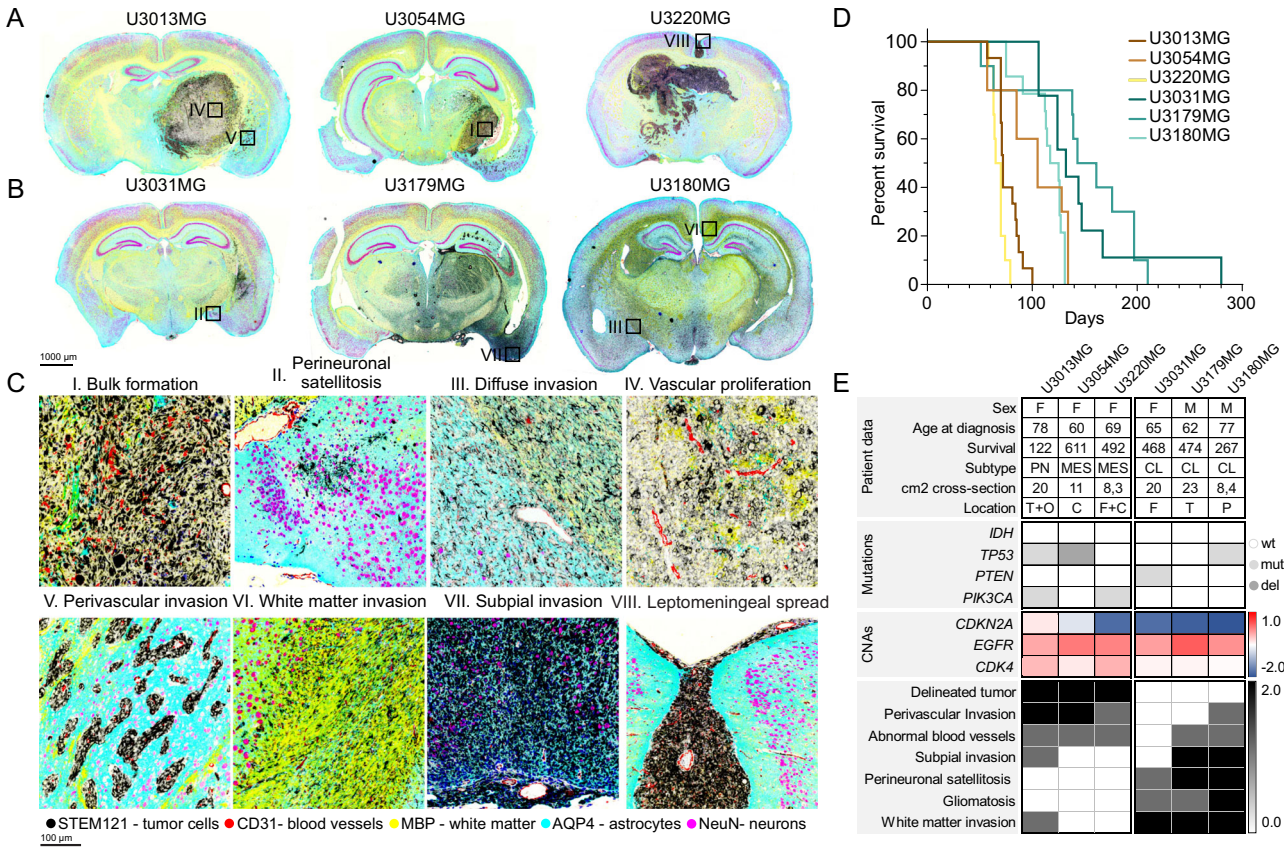 A
U3013MG
U3054MG
U3220MG
VIII
IV
V
I
B
U3031MG
U3179MG
U3180MG
VI
II
VII
III
1000 µm
C
I. Bulk formation
II. Perineuronal
satellitosis
III. Diffuse invasion
IV. Vascular proliferation
V. Perivascular invasion
VI. White matter invasion
VII. Subpial invasion
VIII. Leptomeningeal spread
STEM121 - tumor cells CD31- blood vessels MBP - white matter AQP4 - astrocytes NeuN- neurons
100 µm
D
Percent survival
100
80
60
40
20
0
0 100 200 300
Days
U3013MG
U3054MG
U3220MG
U3031MG
U3179MG
U3180MG
E
U3013MG U3054MG U3220MG U3031MG U3179MG U3180MG
Patient data
Sex F F F F M M
Age at diagnosis 78 60 69 65 62 77
Survival 122 611 492 468 474 267
Subtype PN MES MES CL CL CL
cm2 cross-section 20 11 8,3 20 23 8,4
Location T+O C F+C F T P
Mutations
IDH
TP53
PTEN
PIK3CA
wt
mut
del
CNAs
CDKN2A
EGFR
CDK4
1.0
-2.0
Delineated tumor
Perivascular Invasion
Abnormal blood vessels
Subpial invasion
Perineuronal satellitosis
Gliomatosis
White matter invasion
2.0
0.0